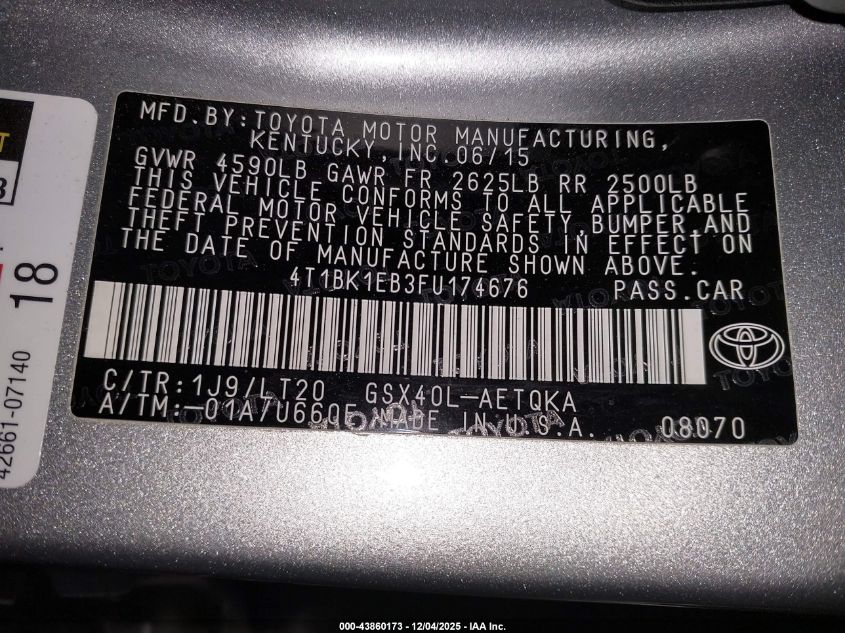 MFD.BY:TOYOTA MOTOR MANUFACTURING,
KENTUCKY, INC. 06/15
GVWR 4590LB GAWR FR 2625LB RR 2500LB
THIS VEHICLE CONFORMS TO ALL APPLICABLE
FEDERAL MOTOR VEHICLE SAFETY, BUMPER, AND
THEFT PREVENTION STANDARDS IN EFFECT ON
THE DATE OF MANUFACTURE SHOWN ABOVE.
4T1BK1EB3FU174676 PASS.CAR
C/TR:1J9/LT20 GSX40L-AETQKA
A/TM:-01A/U660E MADE IN U.S.A. 08070
18
42661-07140
000-43860173 - 12/04/2025 - IAA Inc.